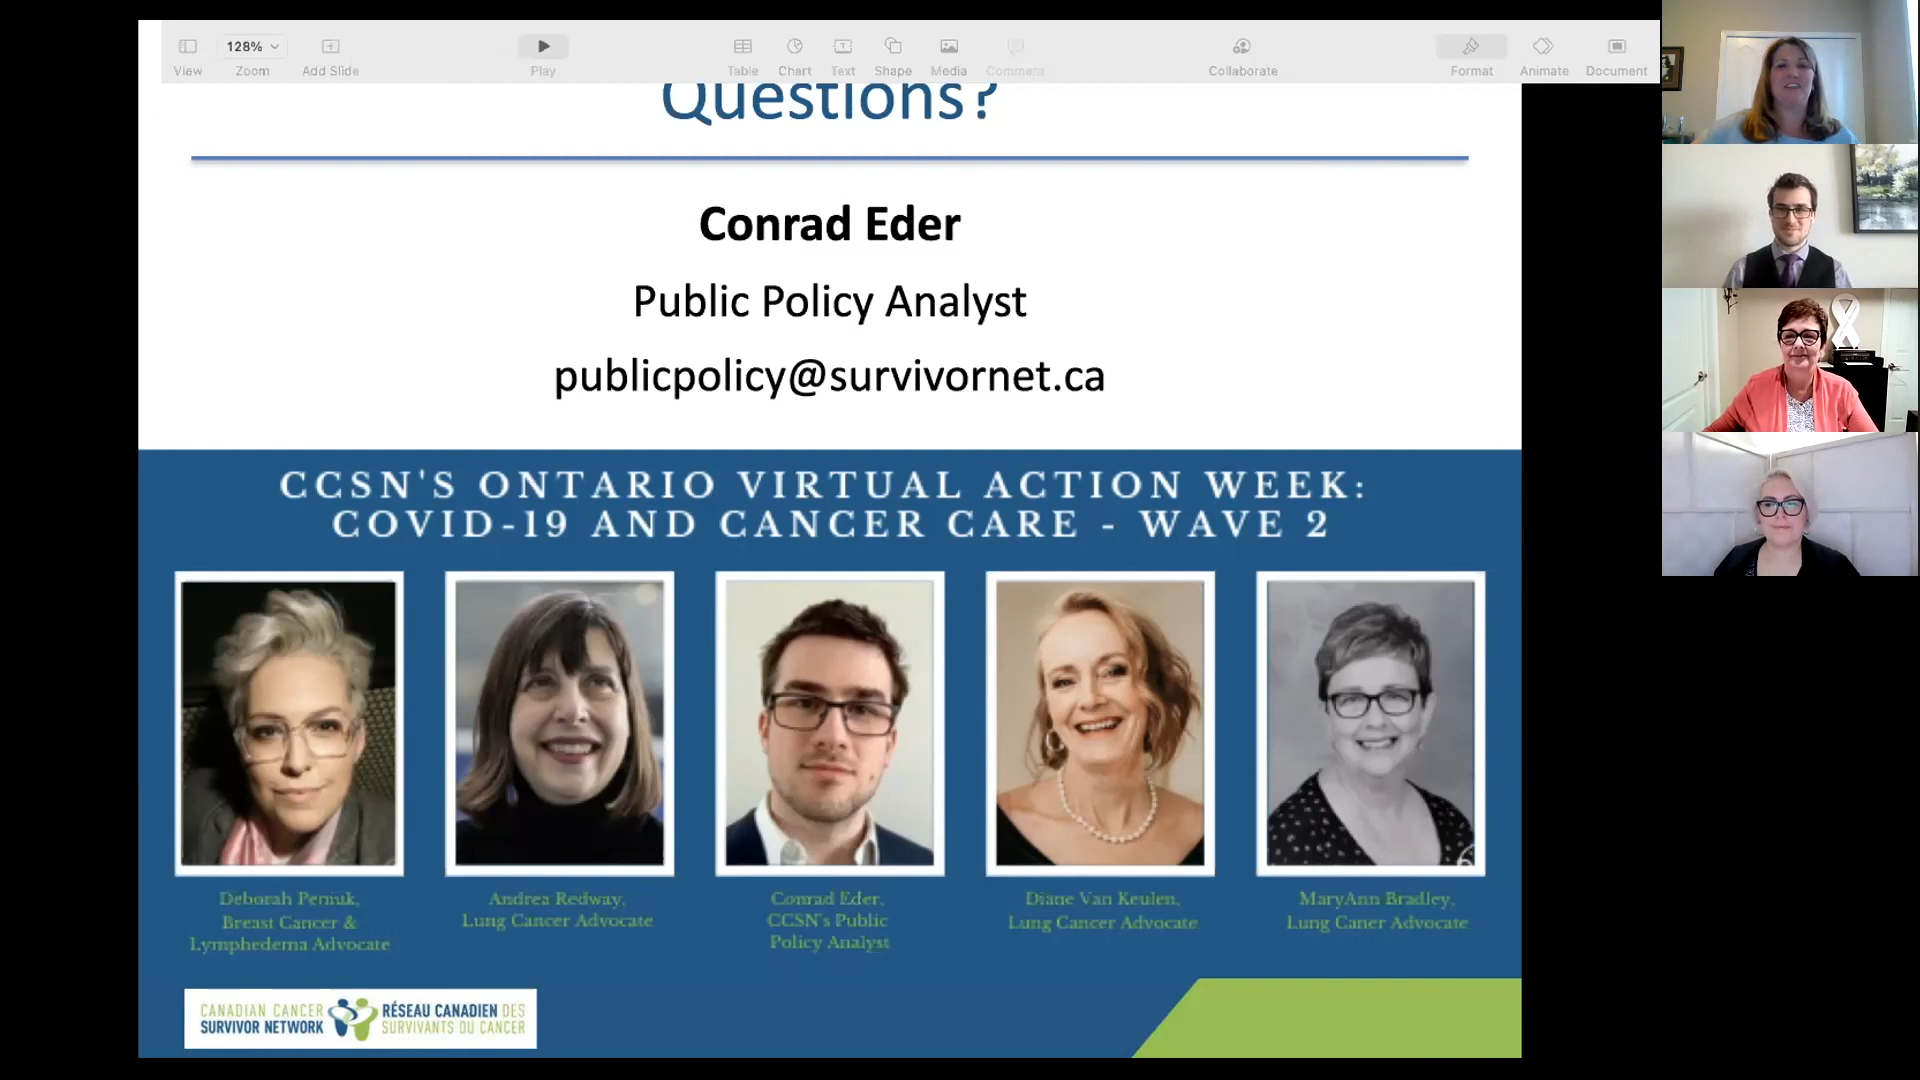 128%
View
Zoom
Add Slide
Play
Table
Chart
Text
Shape
Media
Comment
Collaborate
Format
Animate
Document
Questions?
Conrad Eder
Public Policy Analyst
publicpolicy@survivornet.ca
CCSN'S ONTARIO VIRTUAL ACTION WEEK:
COVID-19 AND CANCER CARE - WAVE 2
Deborah Perniuk,
Breast Cancer &
Lymphedema Advocate
Andrea Redway,
Lung Cancer Advocate
Conrad Eder,
CCSN's Public
Policy Analyst
Diane Van Keulen,
Lung Cancer Advocate
MaryAnn Bradley,
Lung Caner Advocate
CANADIAN CANCER
SURVIVOR NETWORK
RÉSEAU CANADIEN DES
SURVIVANTS DU CANCER